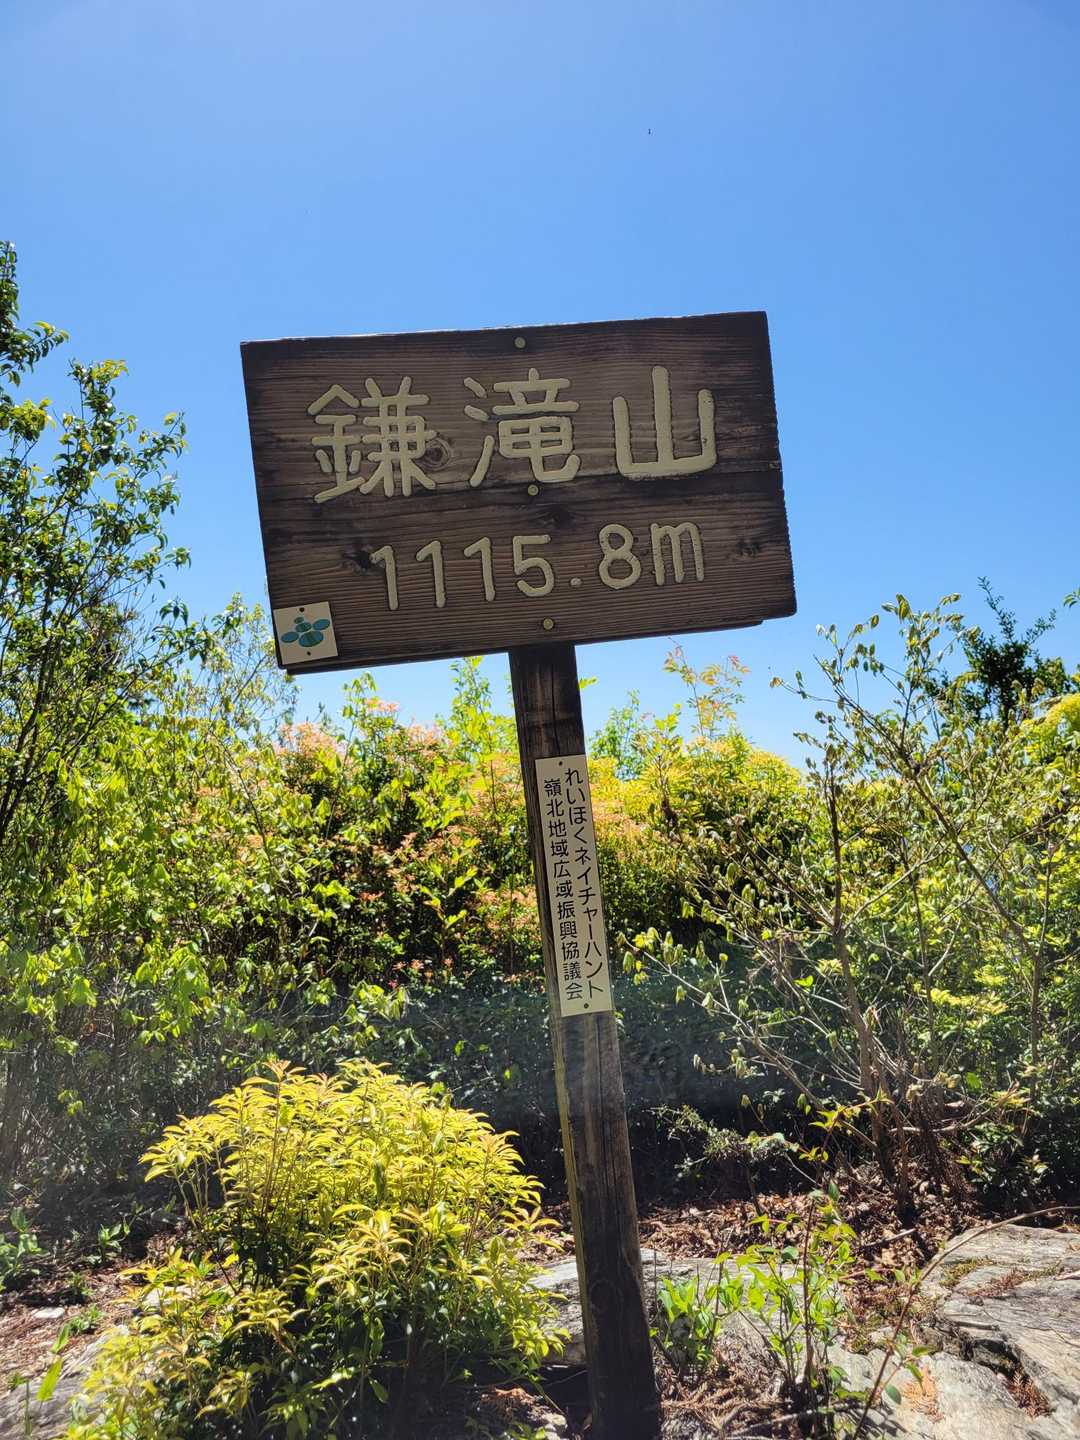 鎌滝山
1115.8m
れいほくネイチャーハント
嶺北地域広域振興協議会